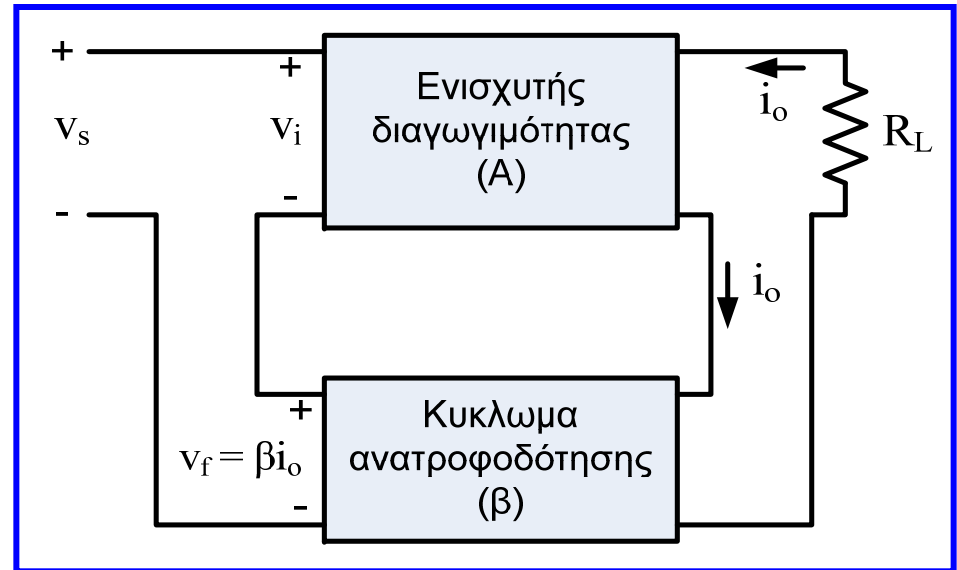 +
vs
-
+
vi
-
Ενισχυτής
διαγωγιμότητας
(Α)
io
RL
io
+
vf = βio
-
Κυκλωμα
ανατροφοδότησης
(β)